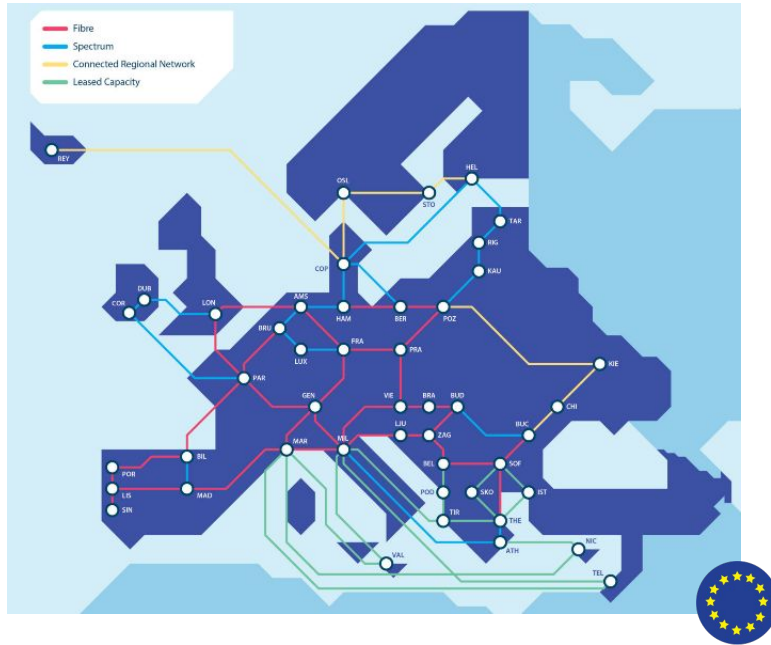 Fibre
Spectrum
Connected Regional Network
Leased Capacity
REY
OSL
HEL
STO
TAR
RIG
COP
KAU
DUB
COR
LON
AMS
HAM
BER
POZ
BRU
LUX
FRA
PRA
KIE
PAR
GEN
VIE
BRA
BUD
CHI
BUC
LJU
ZAG
MAR
MIL
BIL
BEL
SOF
POR
LIS
MAD
POD
SKO
IST
SIN
TIR
THE
ATH
NIC
VAL
TEL